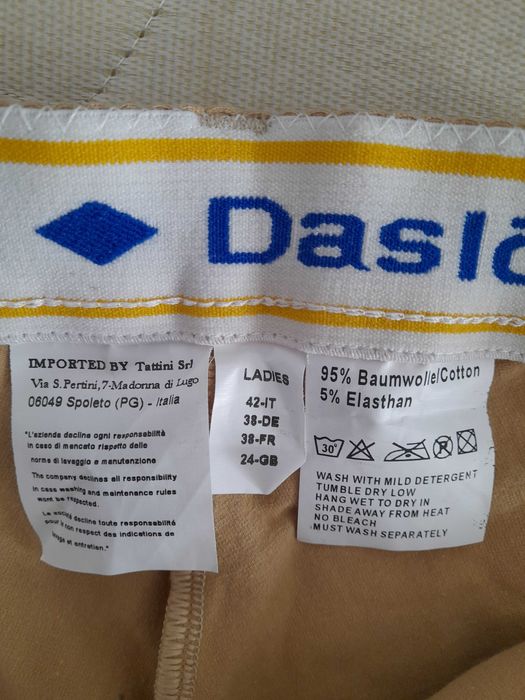 Dasla
IMPORTED BY Tattini Srl
Via S.Pertini,7-Madonna di Lugo
06049 Spoleto (PG) - Italia
"L'azienda declina ogni responsabilità
in caso di mancato rispetto delle
norme di lavaggio e manutenzione
The company declines all responsibility
in case washing and maintenance rules
wont be respected.
La société decline toute responsabilité
pour le non respect des indications de
lavage et entretien."
LADIES
42-IT
38-DE
38-FR
24-GB
95% Baumwolle/Cotton
5% Elasthan
30°
WASH WITH MILD DETERGENT
TUMBLE DRY LOW
HANG WET TO DRY IN
SHADE AWAY FROM HEAT
NO BLEACH
MUST WASH SEPARATELY